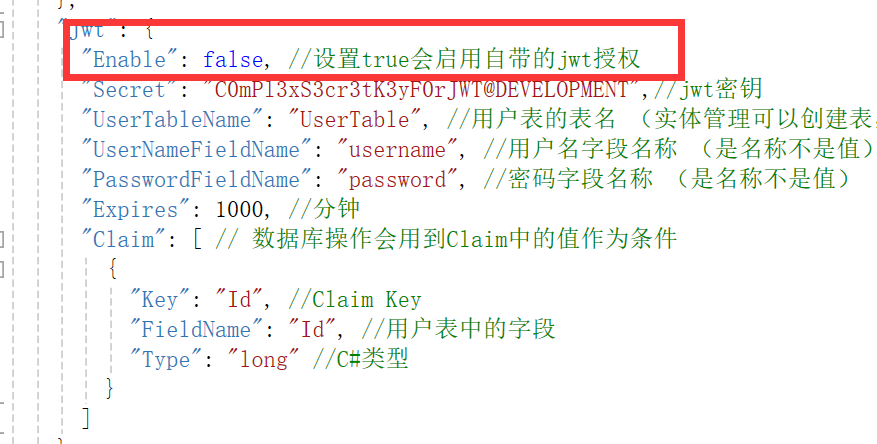 },
"jwt": {
"Enable": false, //设置true会启用自带的jwt授权
"Secret": "C0mPl3xS3cr3tK3yF0rJWT@DEVELOPMENT",//jwt密钥
"UserTableName": "UserTable", //用户表的表名 （实体管理可以创建表,
"UserNameFieldName": "username", //用户名字段名称 （是名称不是值）
"PasswordFieldName": "password", //密码字段名称 （是名称不是值）
"Expires": 1000, //分钟
"Claim": [ // 数据库操作会用到Claim中的值作为条件
{
"Key": "Id", //Claim Key
"FieldName": "Id", //用户表中的字段
"Type": "long" //C#类型
}
]
}